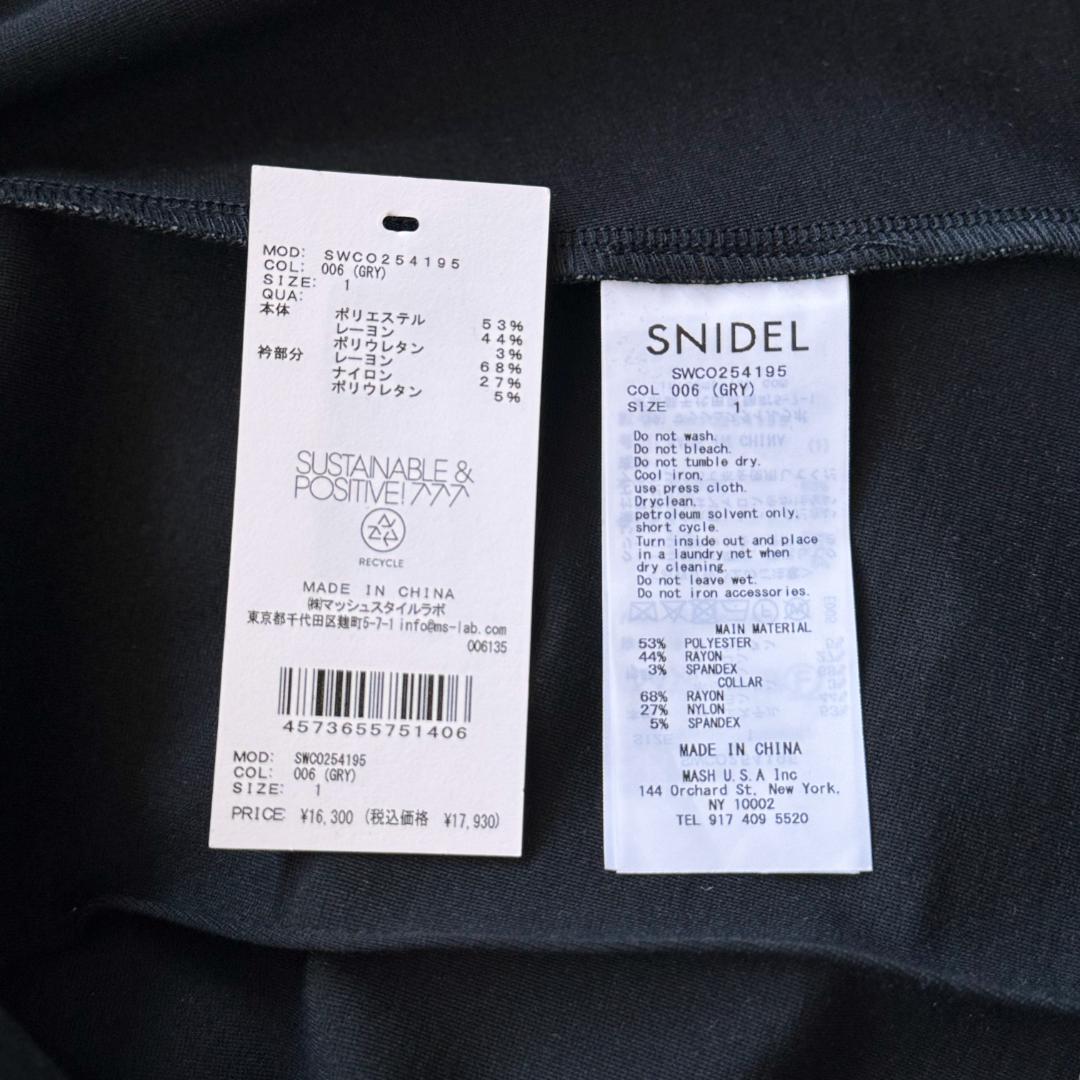 MOD: SWCO254195
COL: 006 (GRY)
SIZE: 1
QUA:
本体 ポリエステル 53%
レーヨン 44%
ポリウレタン 3%
衿部分 レーヨン 68%
ナイロン 27%
ポリウレタン 5%
SUSTAINABLE &
POSITIVE!
RECYCLE
MADE IN CHINA
㈱マッシュスタイルラボ
東京都千代田区麹町5-7-1 info@ms-lab.com
006135
4573655751406
MOD: SWCO254195
COL: 006 (GRY)
SIZE: 1
PRICE: ¥16,300 (税込価格 ¥17,930)
SNIDEL
SWCO254195
COL 006 (GRY)
SIZE 1
Do not wash.
Do not bleach.
Do not tumble dry.
Cool iron,
use press cloth.
Dryclean,
petroleum solvent only,
short cycle.
Turn inside out and place
in a laundry net when
dry cleaning.
Do not leave wet.
Do not iron accessories.
MAIN MATERIAL
53% POLYESTER
44% RAYON
3% SPANDEX
COLLAR
68% RAYON
27% NYLON
5% SPANDEX
MADE IN CHINA
MASH U.S.A Inc
144 Orchard St. New York,
NY 10002
TEL 917 409 5520